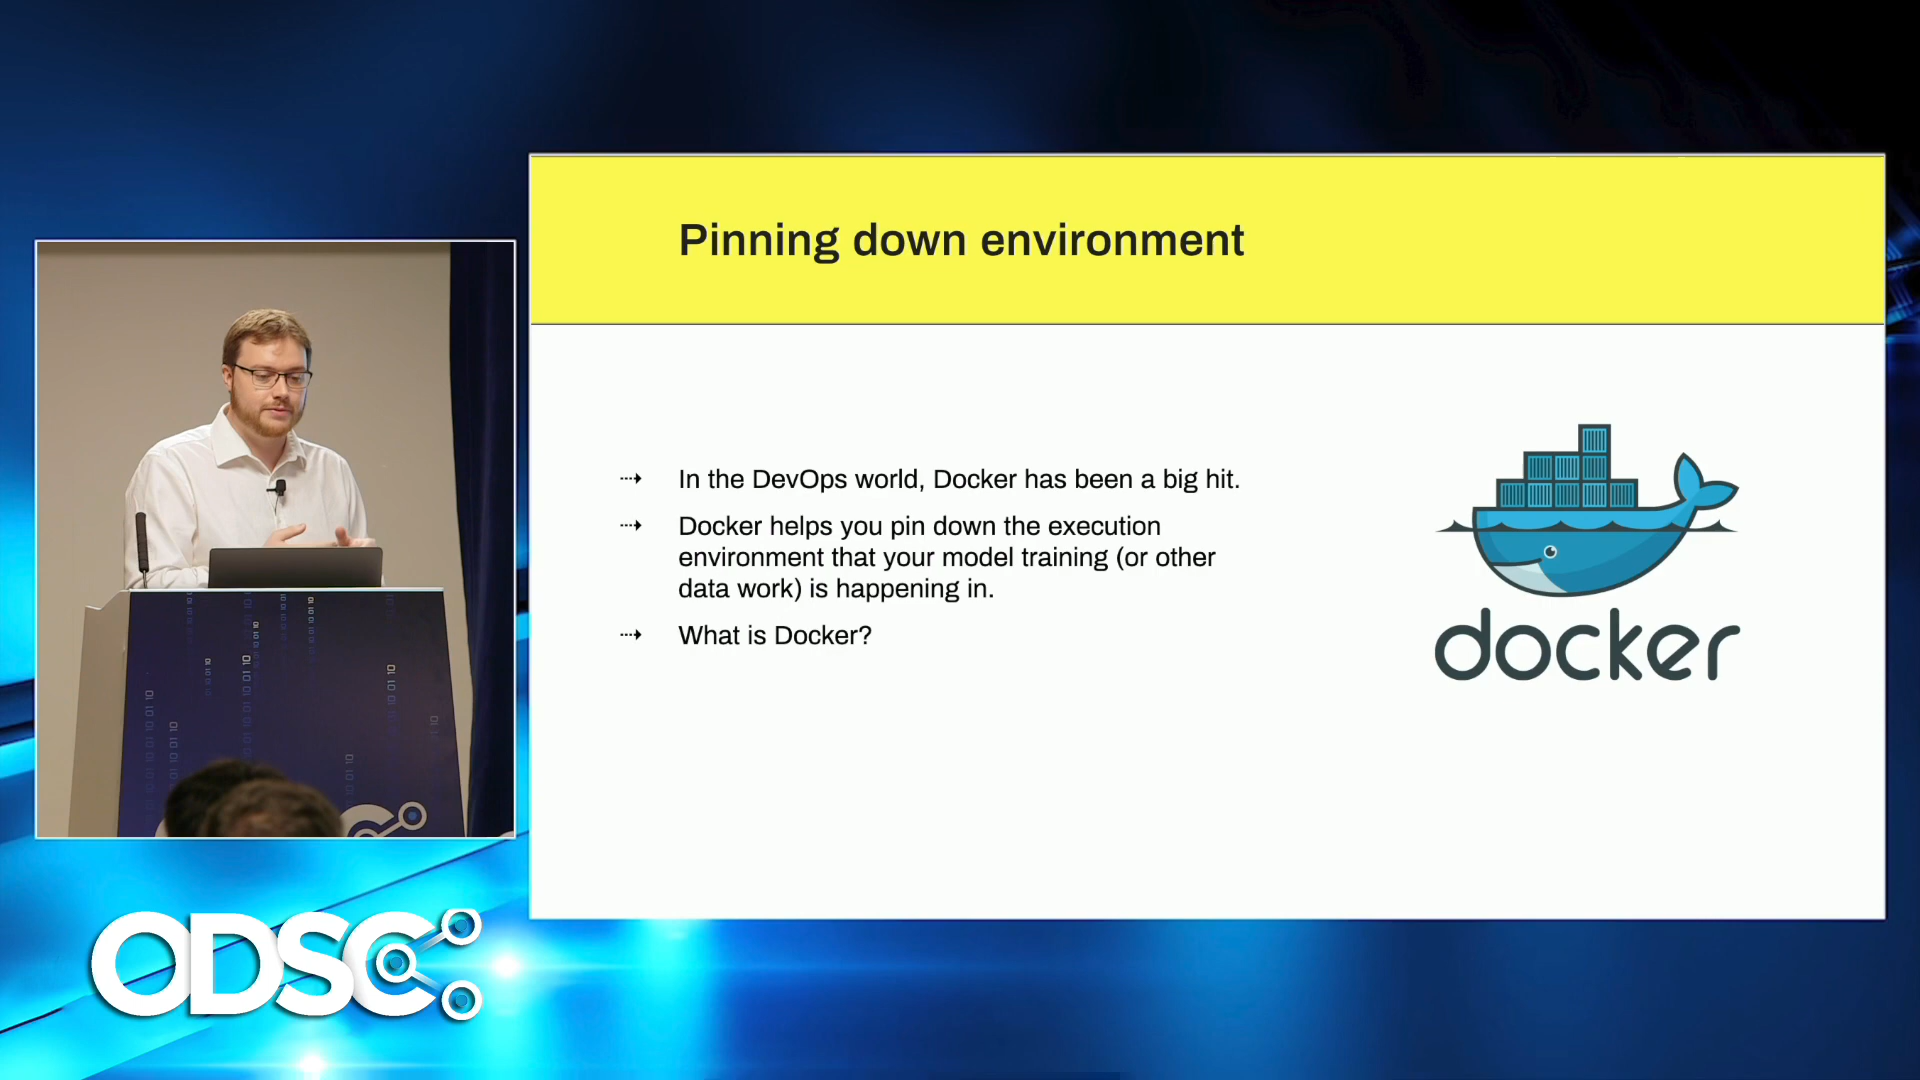 Pinning down environment
In the DevOps world, Docker has been a big hit.
Docker helps you pin down the execution
environment that your model training (or other
data work) is happening in.
What is Docker?
docker
ODSC